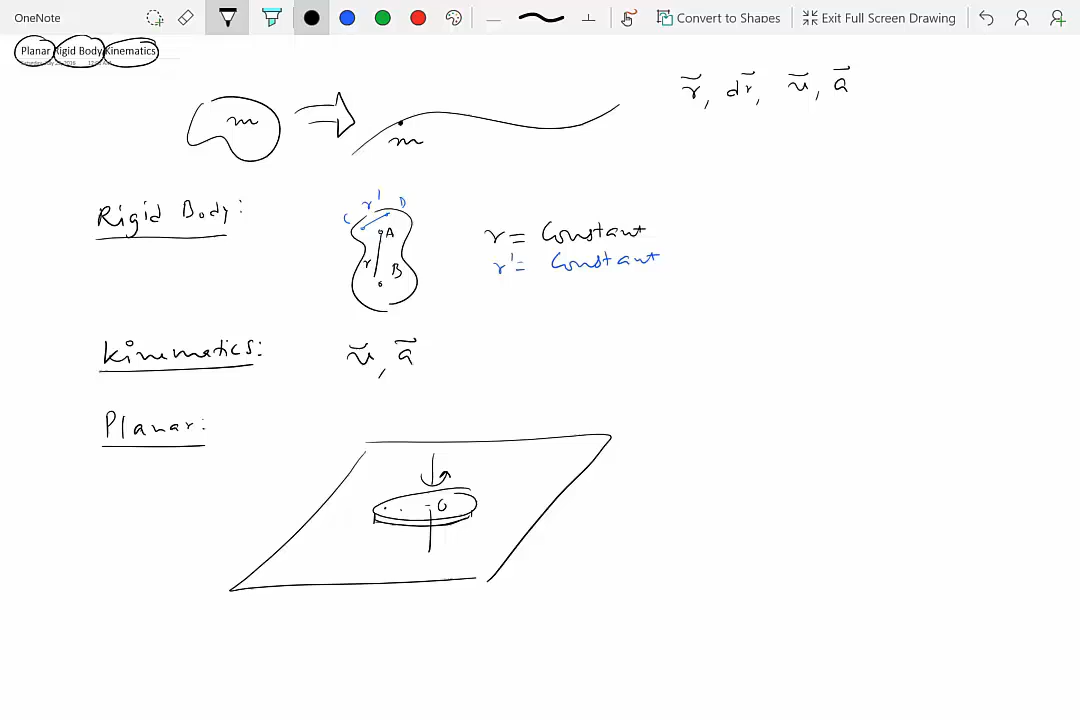 OneNote
Convert to Shapes
Exit Full Screen Drawing
Planar Rigid Body Kinematics
r, dr, v, a
m
m
Rigid Body:
C r' D
A
r
B
r = Constant
r' = Constant
Kinematics:
v, a
Planar:
O